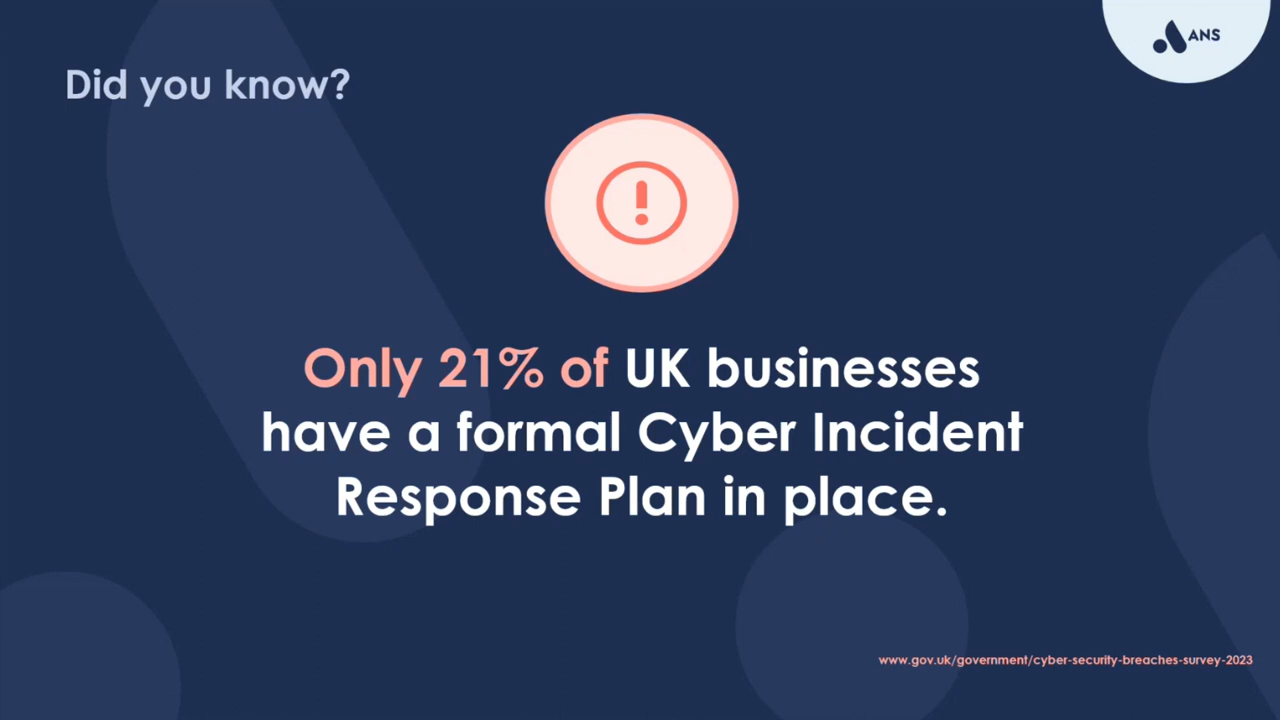 ANS
Did you know?
Only 21% of UK businesses
have a formal Cyber Incident
Response Plan in place.
www.gov.uk/government/cyber-security-breaches-survey-2023